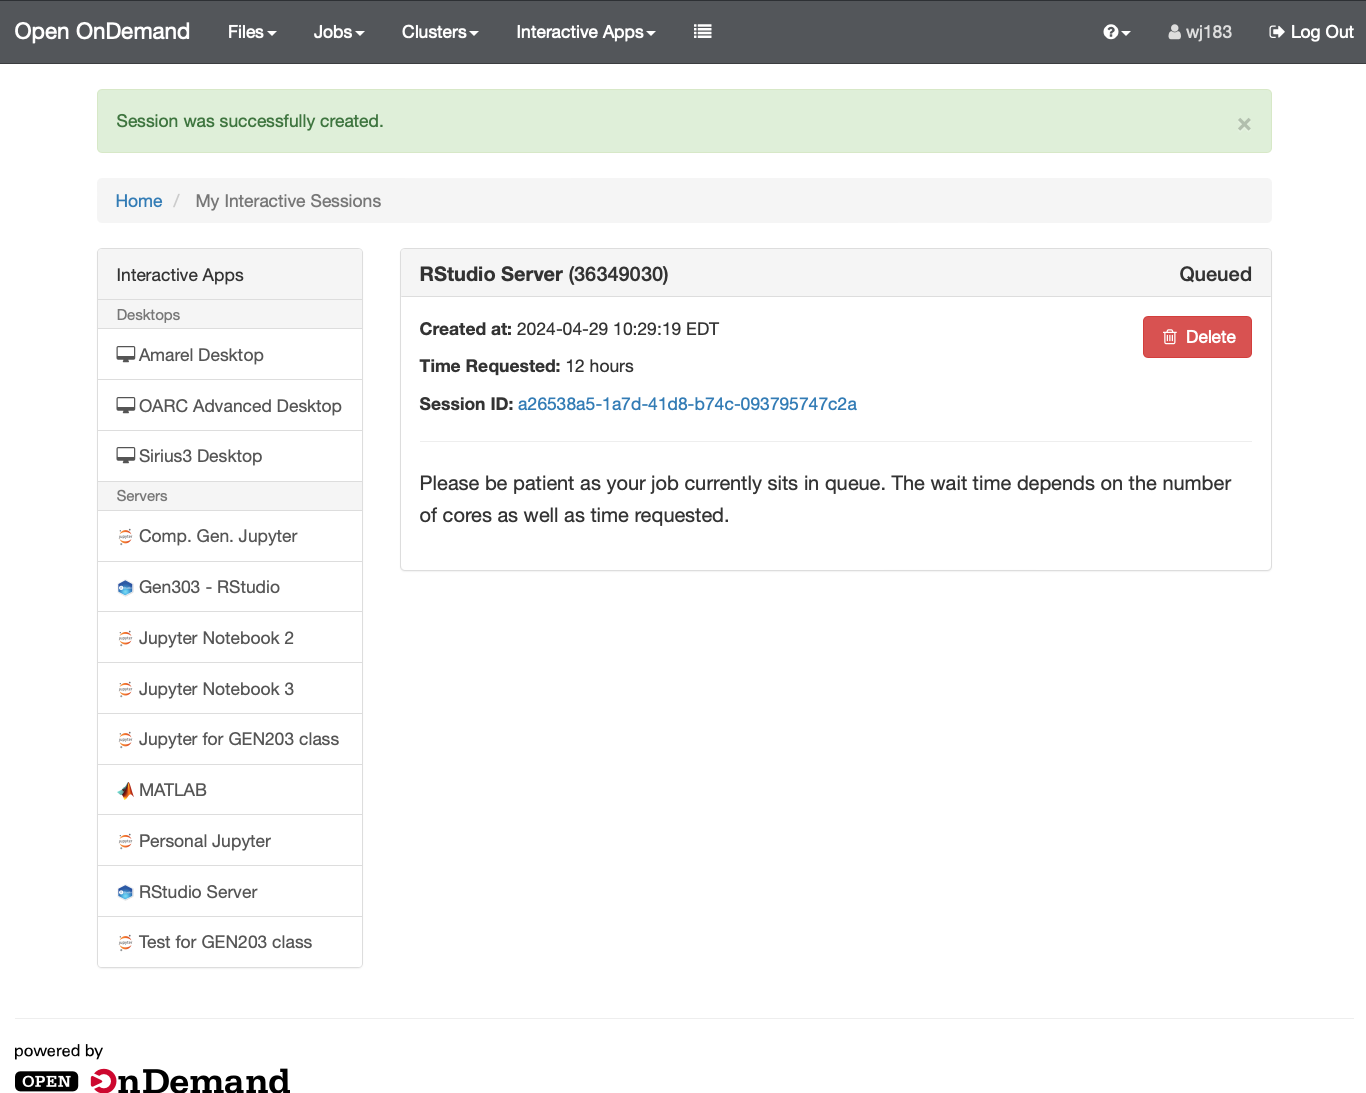 Open OnDemand Files Jobs Clusters Interactive Apps wj183 Log Out
Session was successfully created. ×
Home / My Interactive Sessions
Interactive Apps
Desktops
Amarel Desktop
OARC Advanced Desktop
Sirius3 Desktop
Servers
Comp. Gen. Jupyter
Gen303 - RStudio
Jupyter Notebook 2
Jupyter Notebook 3
Jupyter for GEN203 class
MATLAB
Personal Jupyter
RStudio Server
Test for GEN203 class
RStudio Server (36349030) Queued
Created at: 2024-04-29 10:29:19 EDT
Delete
Time Requested: 12 hours
Session ID: a26538a5-1a7d-41d8-b74c-093795747c2a
Please be patient as your job currently sits in queue. The wait time depends on the number
of cores as well as time requested.
powered by
OPEN OnDemand